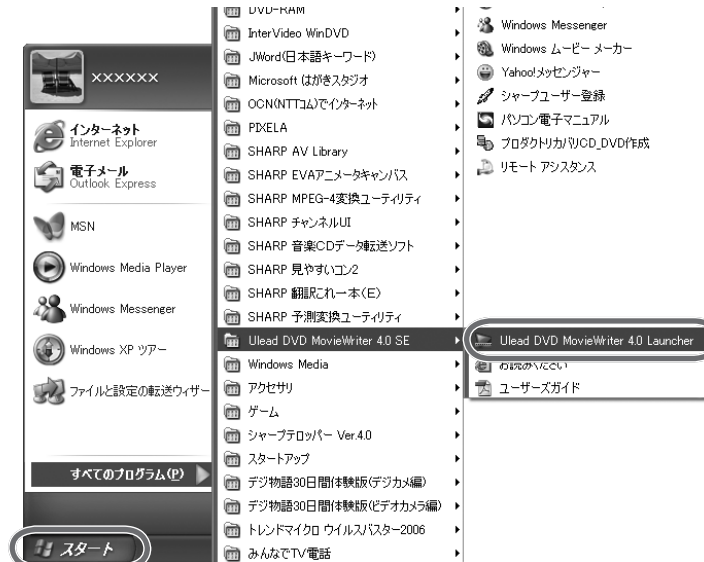 xxxxxx
インターネット
Internet Explorer
電子メール
Outlook Express
MSN
Windows Media Player
Windows Messenger
Windows XP ツアー
ファイルと設定の転送ウィザー
すべてのプログラム(P)
スタート
DVD-RAM
InterVideo WinDVD
JWord(日本語キーワード)
Microsoft はがきスタジオ
OCN(NTTコム)でインターネット
PIXELA
SHARP AV Library
SHARP EVAアニメータキャンバス
SHARP MPEG-4変換ユーティリティ
SHARP チャンネルUI
SHARP 音楽CDデータ転送ソフト
SHARP 見やすいコン2
SHARP 翻訳これ一本(E)
SHARP 予測変換ユーティリティ
Ulead DVD MovieWriter 4.0 SE
Windows Media
アクセサリ
ゲーム
シャープテロッパー Ver.4.0
スタートアップ
デジ物語30日間体験版(デジカメ編)
デジ物語30日間体験版(ビデオカメラ編)
トレンドマイクロ ウイルスバスター2006
みんなでTV電話
Windows Messenger
Windows ムービー メーカー
Yahoo!メッセンジャー
シャープユーザー登録
パソコン電子マニュアル
プロダクトリカバリCD_DVD作成
リモート アシスタンス
Ulead DVD MovieWriter 4.0 Launcher
お読みください
ユーザーズガイド